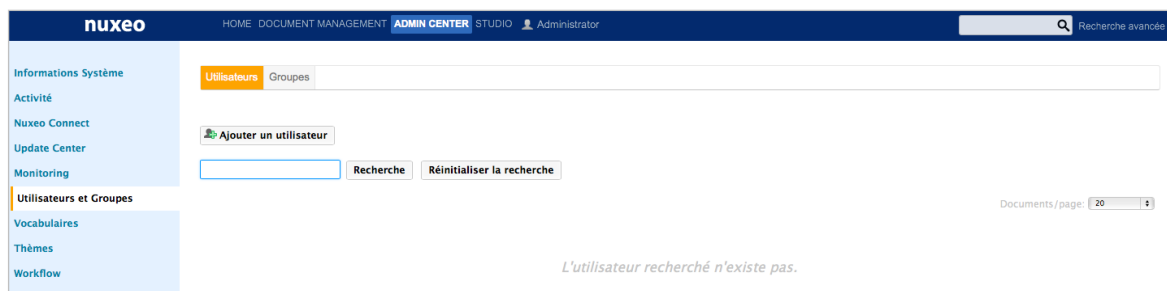 nuxeo HOME DOCUMENT MANAGEMENT ADMIN CENTER STUDIO Administrator Recherche avancée
Informations Système
Activité
Nuxeo Connect
Update Center
Monitoring
Utilisateurs et Groupes
Vocabulaires
Thèmes
Workflow
Utilisateurs Groupes
Ajouter un utilisateur
Recherche Réinitialiser la recherche
Documents/page: 20
L'utilisateur recherché n'existe pas.